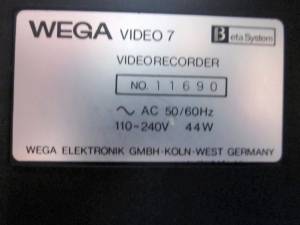 WEGA VIDEO 7 Beta System
VIDEORECORDER
NO. 11690
~ AC 50/60Hz
110-240V 44W
WEGA ELEKTRONIK GMBH-KÖLN-WEST GERMANY